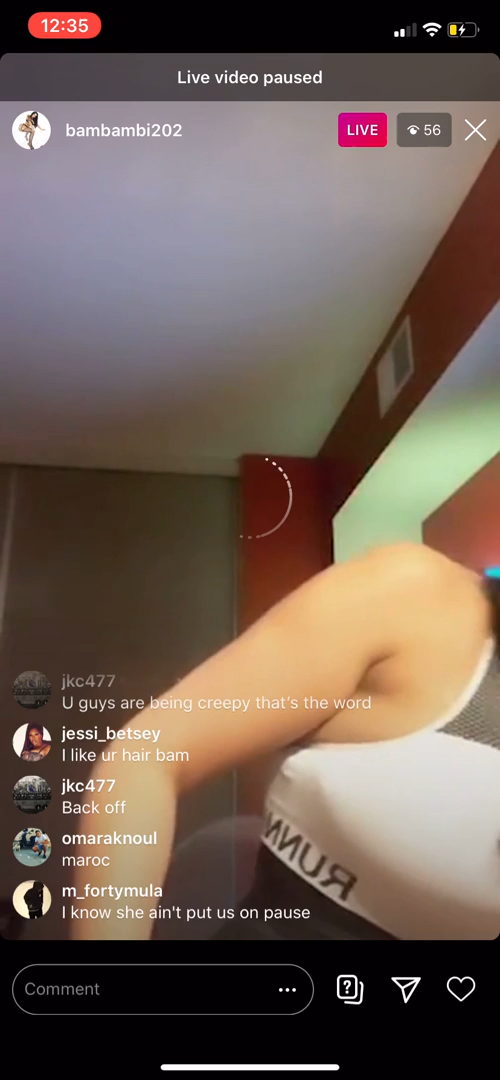 12:35
Live video paused
bambambi202
LIVE
56
jkc477
U guys are being creepy that's the word
jessi_betsey
I like ur hair bam
jkc477
Back off
omaraknoul
maroc
m_fortymula
I know she ain't put us on pause
RUNN
Comment